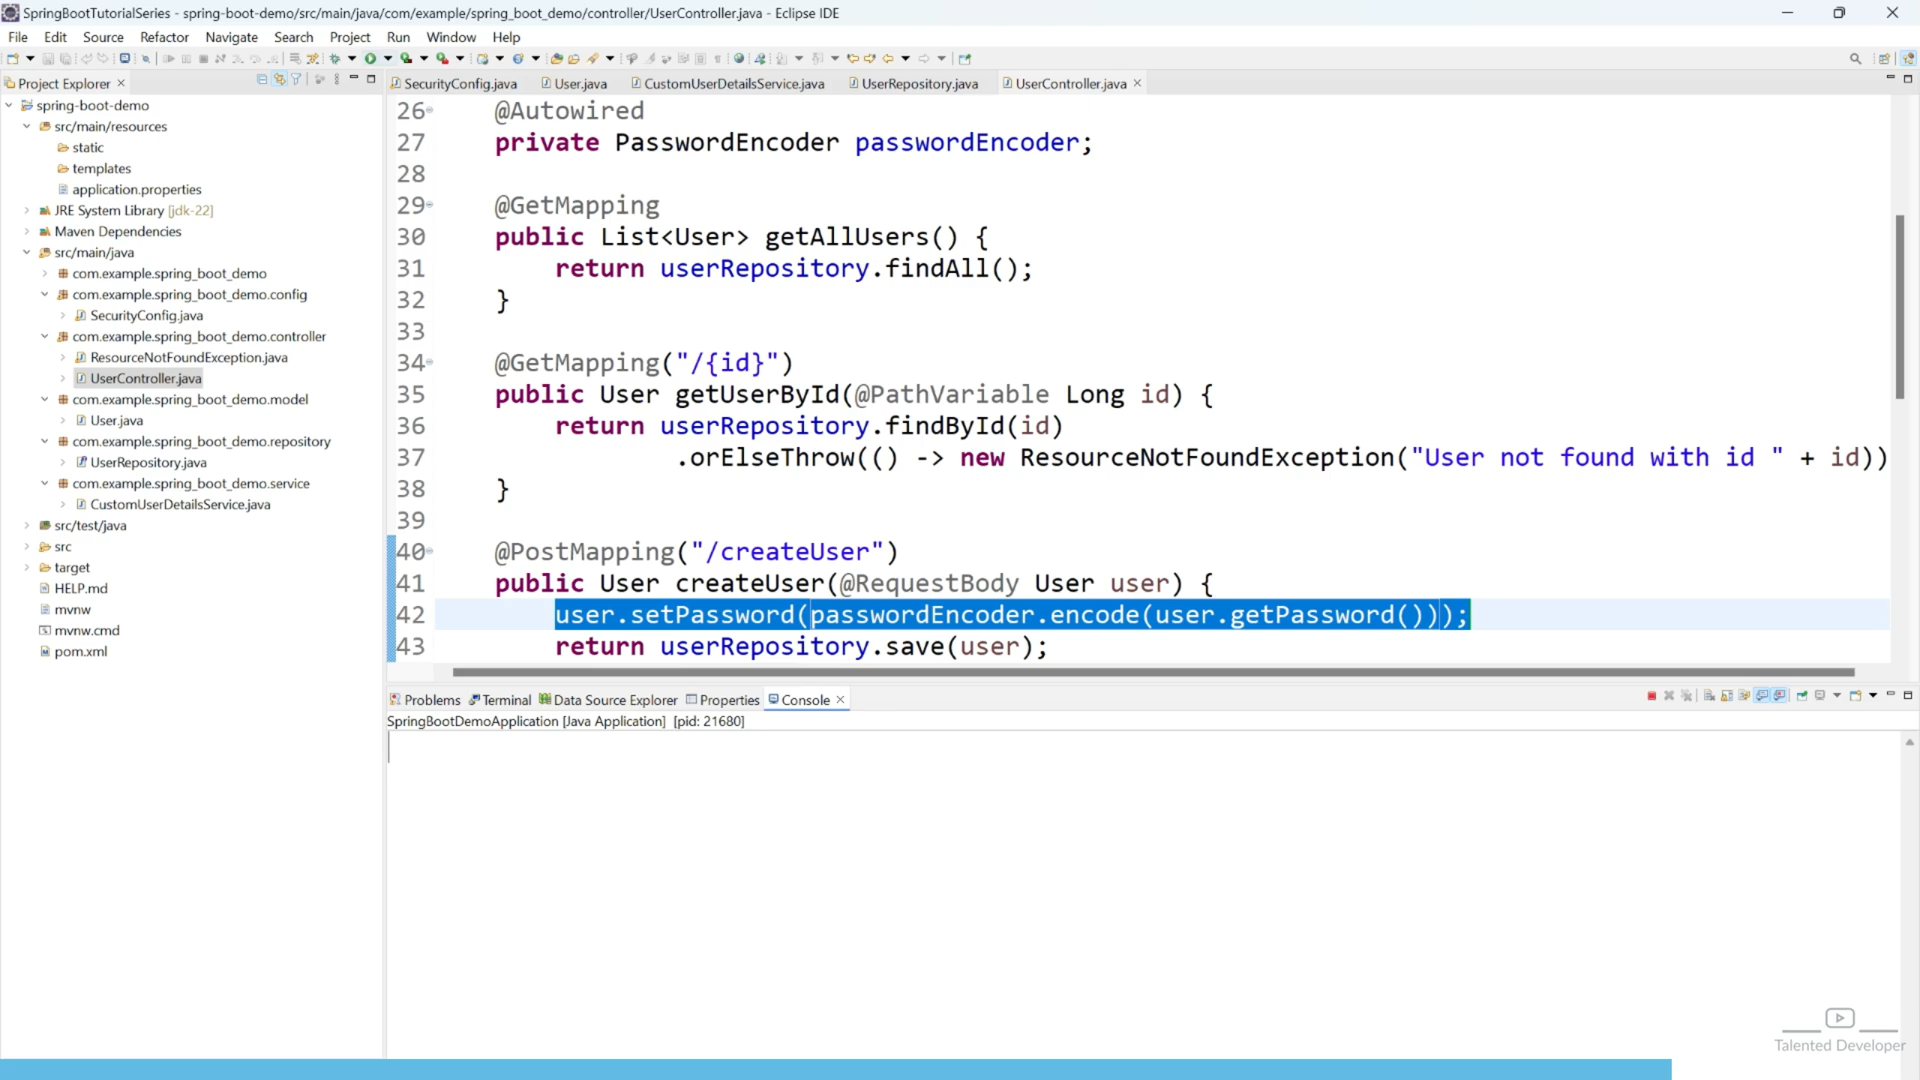 SpringBootTutorialSeries - spring-boot-demo/src/main/java/com/example/spring_boot_demo/controller/UserController.java - Eclipse IDE
File Edit Source Refactor Navigate Search Project Run Window Help
Project Explorer
spring-boot-demo
src/main/resources
static
templates
application.properties
JRE System Library [jdk-22]
Maven Dependencies
src/main/java
com.example.spring_boot_demo
com.example.spring_boot_demo.config
SecurityConfig.java
com.example.spring_boot_demo.controller
ResourceNotFoundException.java
UserController.java
com.example.spring_boot_demo.model
User.java
com.example.spring_boot_demo.repository
UserRepository.java
com.example.spring_boot_demo.service
CustomUserDetailsService.java
src/test/java
src
target
HELP.md
mvnw
mvnw.cmd
pom.xml
SecurityConfig.java User.java CustomUserDetailsService.java UserRepository.java UserController.java
26 @Autowired
27 private PasswordEncoder passwordEncoder;
28
29 @GetMapping
30 public List<User> getAllUsers() {
31 return userRepository.findAll();
32 }
33
34 @GetMapping("/{id}")
35 public User getUserById(@PathVariable Long id) {
36 return userRepository.findById(id)
37 .orElseThrow(() -> new ResourceNotFoundException("User not found with id " + id))
38 }
39
40 @PostMapping("/createUser")
41 public User createUser(@RequestBody User user) {
42 user.setPassword(passwordEncoder.encode(user.getPassword()));
43 return userRepository.save(user);
Problems Terminal Data Source Explorer Properties Console
SpringBootDemoApplication [Java Application] [pid: 21680]
Talented Developer